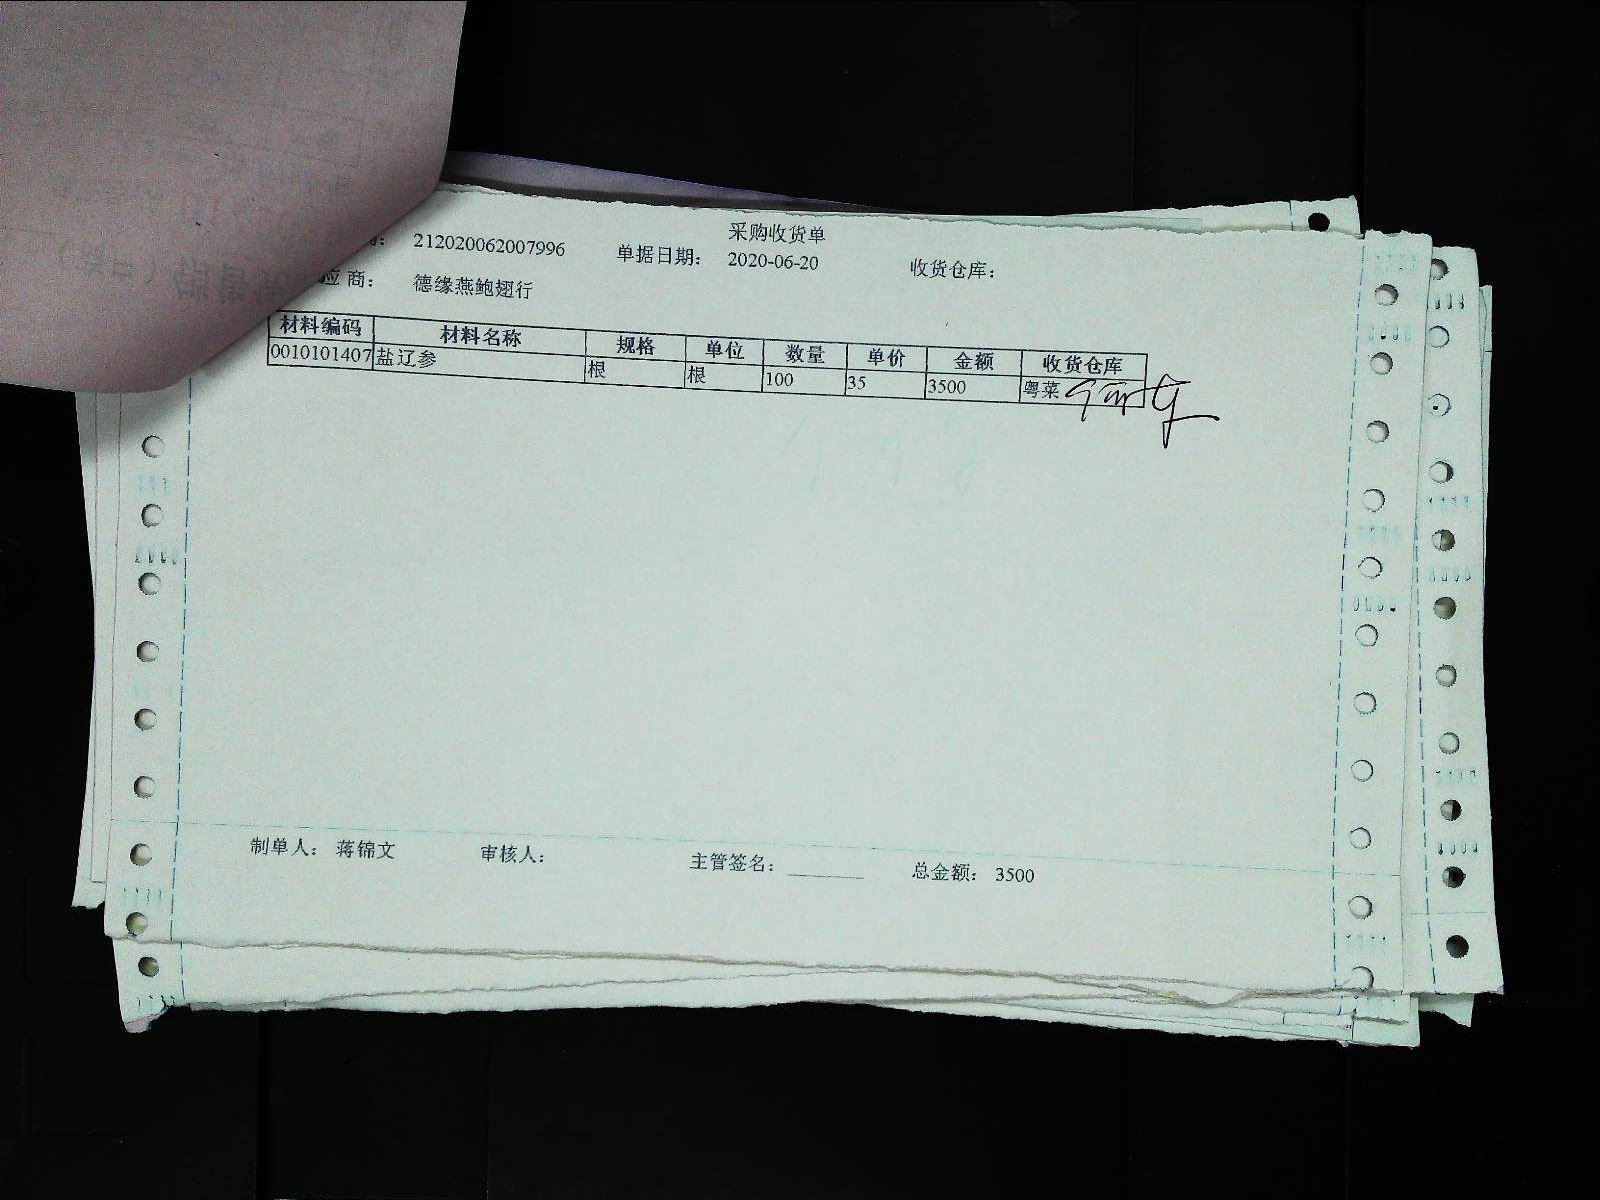 采购收货单
212020062007996 单据日期： 2020-06-20 收货仓库：
应商： 德缘燕鲍翅行
材料编码 材料名称 规格 单位 数量 单价 金额 收货仓库
0010101407 盐辽参 根 根 100 35 3500 粤菜
制单人： 蒋锦文 审核人： 主管签名： 总金额： 3500